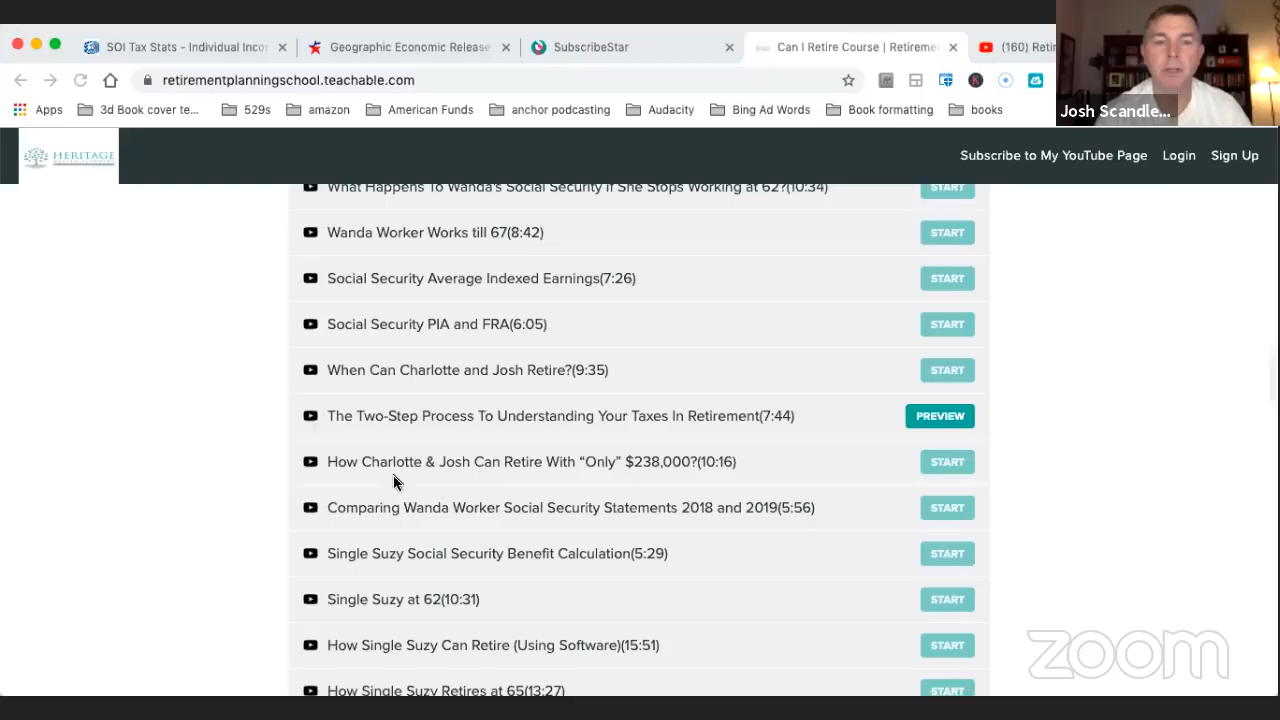 SOI Tax Stats - Individual Inco
Geographic Economic Release
SubscribeStar
Can I Retire Course | Retireme
(160) Reti
retirementplanningschool.teachable.com
Apps
3d Book cover te...
529s
amazon
American Funds
anchor podcasting
Audacity
Bing Ad Words
Book formatting
books
Josh Scandle...
HERITAGE
Subscribe to My YouTube Page
Login
Sign Up
What Happens To Wanda's Social Security If She Stops Working at 62?(10:34) START
Wanda Worker Works till 67(8:42) START
Social Security Average Indexed Earnings(7:26) START
Social Security PIA and FRA(6:05) START
When Can Charlotte and Josh Retire?(9:35) START
The Two-Step Process To Understanding Your Taxes In Retirement(7:44) PREVIEW
How Charlotte & Josh Can Retire With “Only” $238,000?(10:16) START
Comparing Wanda Worker Social Security Statements 2018 and 2019(5:56) START
Single Suzy Social Security Benefit Calculation(5:29) START
Single Suzy at 62(10:31) START
How Single Suzy Can Retire (Using Software)(15:51) START
How Single Suzy Retires at 65(13:27) START
zoom